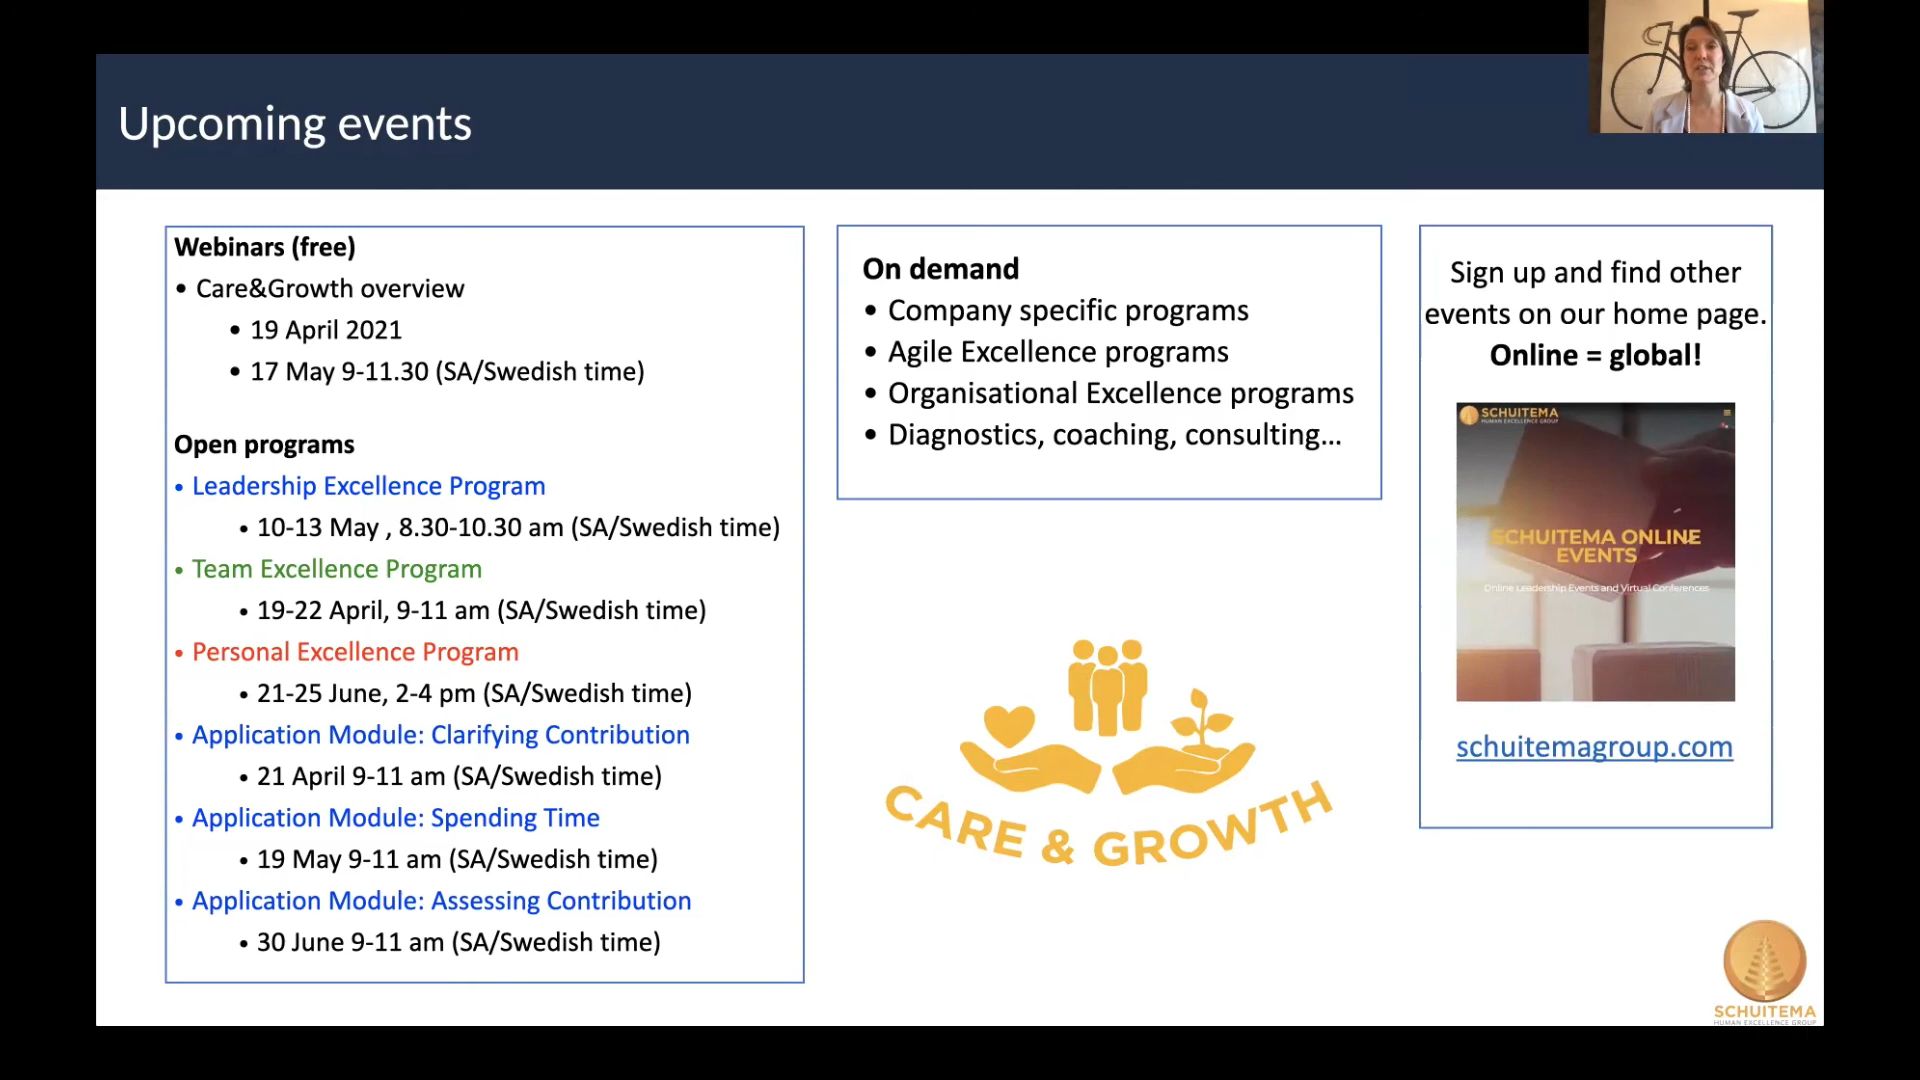 Upcoming events
Webinars (free)
• Care&Growth overview
• 19 April 2021
• 17 May 9-11.30 (SA/Swedish time)
Open programs
• Leadership Excellence Program
• 10-13 May , 8.30-10.30 am (SA/Swedish time)
• Team Excellence Program
• 19-22 April, 9-11 am (SA/Swedish time)
• Personal Excellence Program
• 21-25 June, 2-4 pm (SA/Swedish time)
• Application Module: Clarifying Contribution
• 21 April 9-11 am (SA/Swedish time)
• Application Module: Spending Time
• 19 May 9-11 am (SA/Swedish time)
• Application Module: Assessing Contribution
• 30 June 9-11 am (SA/Swedish time)
On demand
• Company specific programs
• Agile Excellence programs
• Organisational Excellence programs
• Diagnostics, coaching, consulting...
CARE & GROWTH
Sign up and find other
events on our home page.
Online = global!
SCHUITEMA
HUMAN EXCELLENCE GROUP
SCHUITEMA ONLINE
EVENTS
Online Leadership Events and Virtual Conferences
schuitemagroup.com
SCHUITEMA
HUMAN EXCELLENCE GROUP